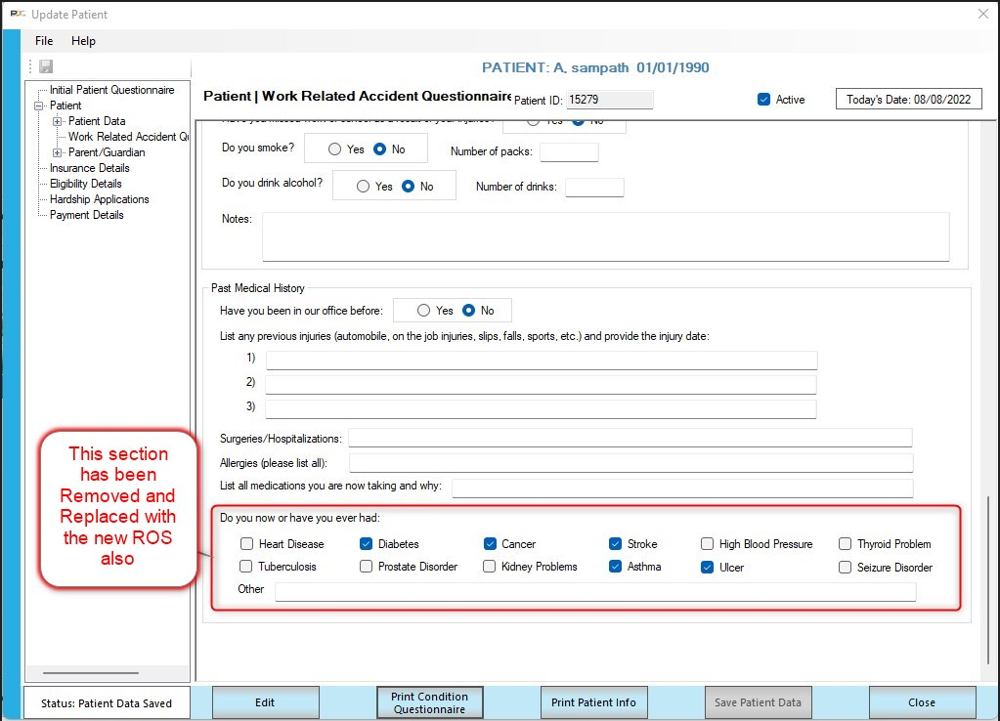 PDC Update Patient
File Help
PATIENT: A, sampath 01/01/1990
Initial Patient Questionnaire
Patient
Patient Data
Work Related Accident Qu
Parent/Guardian
Insurance Details
Eligibility Details
Hardship Applications
Payment Details
Patient | Work Related Accident Questionnaire Patient ID: 15279 Active Today's Date: 08/08/2022
Yes No
Do you smoke? Yes No Number of packs:
Do you drink alcohol? Yes No Number of drinks:
Notes:
Past Medical History
Have you been in our office before: Yes No
List any previous injuries (automobile, on the job injuries, slips, falls, sports, etc.) and provide the injury date:
1)
2)
3)
Surgeries/Hospitalizations:
Allergies (please list all):
List all medications you are now taking and why:
Do you now or have you ever had:
Heart Disease Diabetes Cancer Stroke High Blood Pressure Thyroid Problem
Tuberculosis Prostate Disorder Kidney Problems Asthma Ulcer Seizure Disorder
Other
This section
has been
Removed and
Replaced with
the new ROS
also
Status: Patient Data Saved Edit Print Condition Print Patient Info Save Patient Data Close
Questionnaire